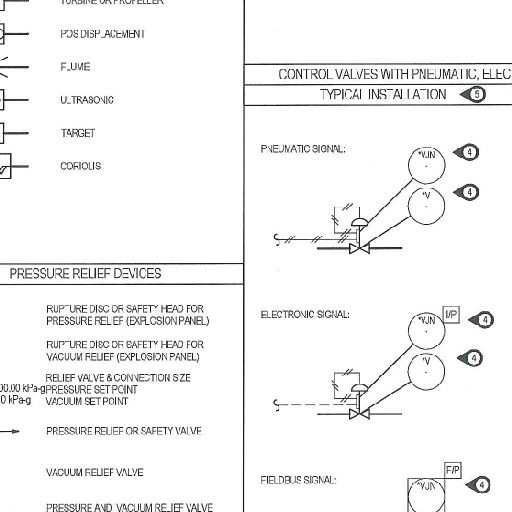 TURBINE OR PROPELLER
POS DISPLACEMENT
FLUME
ULTRASONIC
TARGET
CORIOLIS
PRESSURE RELIEF DEVICES
RUPTURE DISC OR SAFETY HEAD FOR
PRESSURE RELIEF (EXPLOSION PANEL)
RUPTURE DISC OR SAFETY HEAD FOR
VACUUM RELIEF (EXPLOSION PANEL)
RELIEF VALVE & CONNECTION SIZE
00.00 kPa-g PRESSURE SET POINT
0 kPa-g VACUUM SET POINT
PRESSURE RELIEF OR SAFETY VALVE
VACUUM RELIEF VALVE
PRESSURE AND VACUUM RELIEF VALVE
CONTROL VALVES WITH PNEUMATIC, ELEC
TYPICAL INSTALLATION 5
PNEUMATIC SIGNAL:
*VJN 4
*V 4
ELECTRONIC SIGNAL:
I/P
*VJN 4
*V 4
FIELDBUS SIGNAL:
F/P
*VJN 4